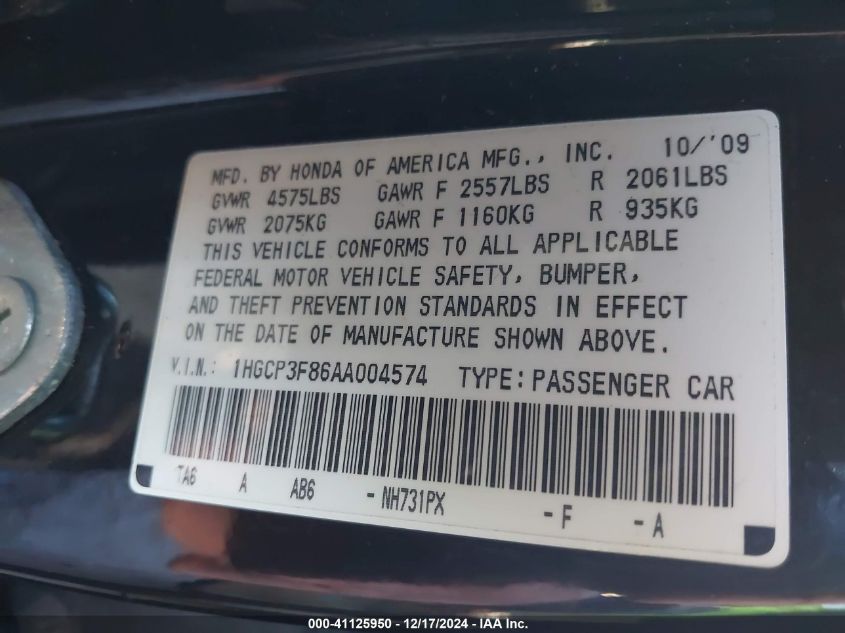 MFD. BY HONDA OF AMERICA MFG., INC. 10/'09
GVWR 4575LBS GAWR F 2557LBS R 2061LBS
GVWR 2075KG GAWR F 1160KG R 935KG
THIS VEHICLE CONFORMS TO ALL APPLICABLE
FEDERAL MOTOR VEHICLE SAFETY, BUMPER,
AND THEFT PREVENTION STANDARDS IN EFFECT
ON THE DATE OF MANUFACTURE SHOWN ABOVE.
V.I.N.: 1HGCP3F86AA004574 TYPE: PASSENGER CAR
TA6 A AB6 - NH731PX - F - A
000-41125950 - 12/17/2024 - IAA Inc.